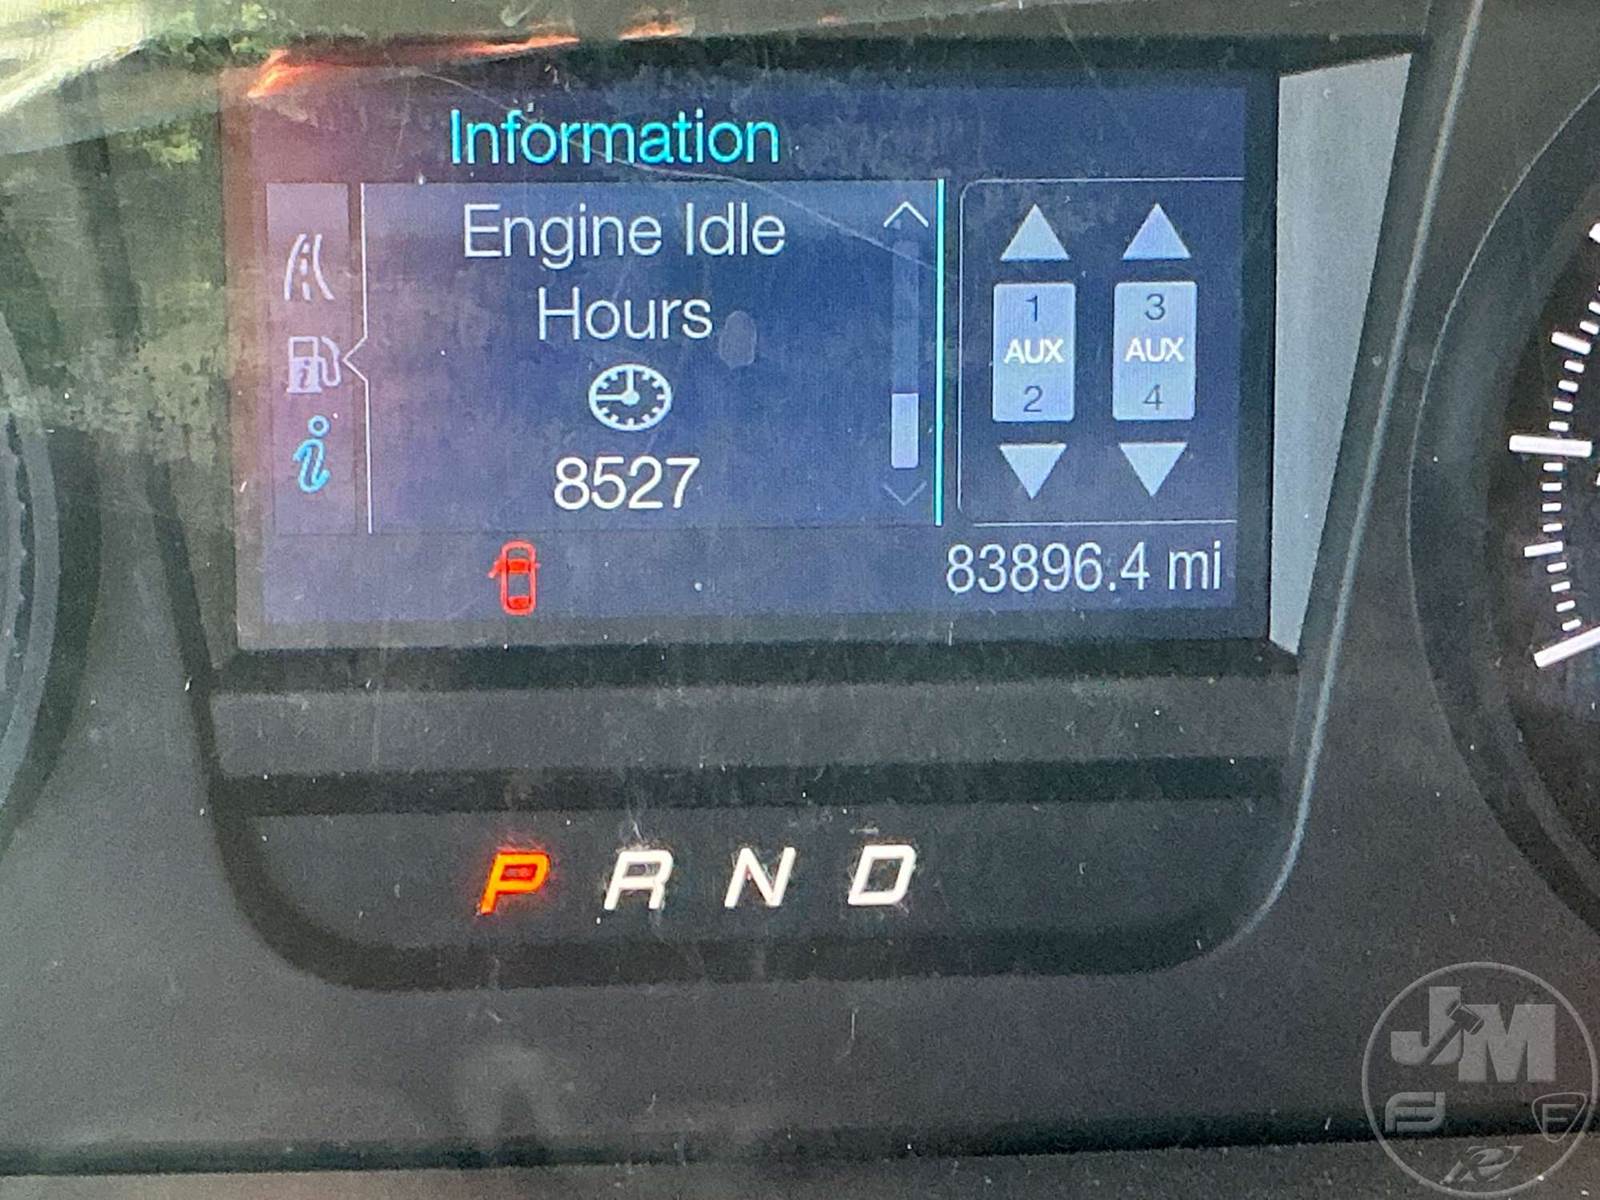 Information
Engine Idle
Hours
8527
1
AUX
2
3
AUX
4
83896.4 mi
P R N D
JM